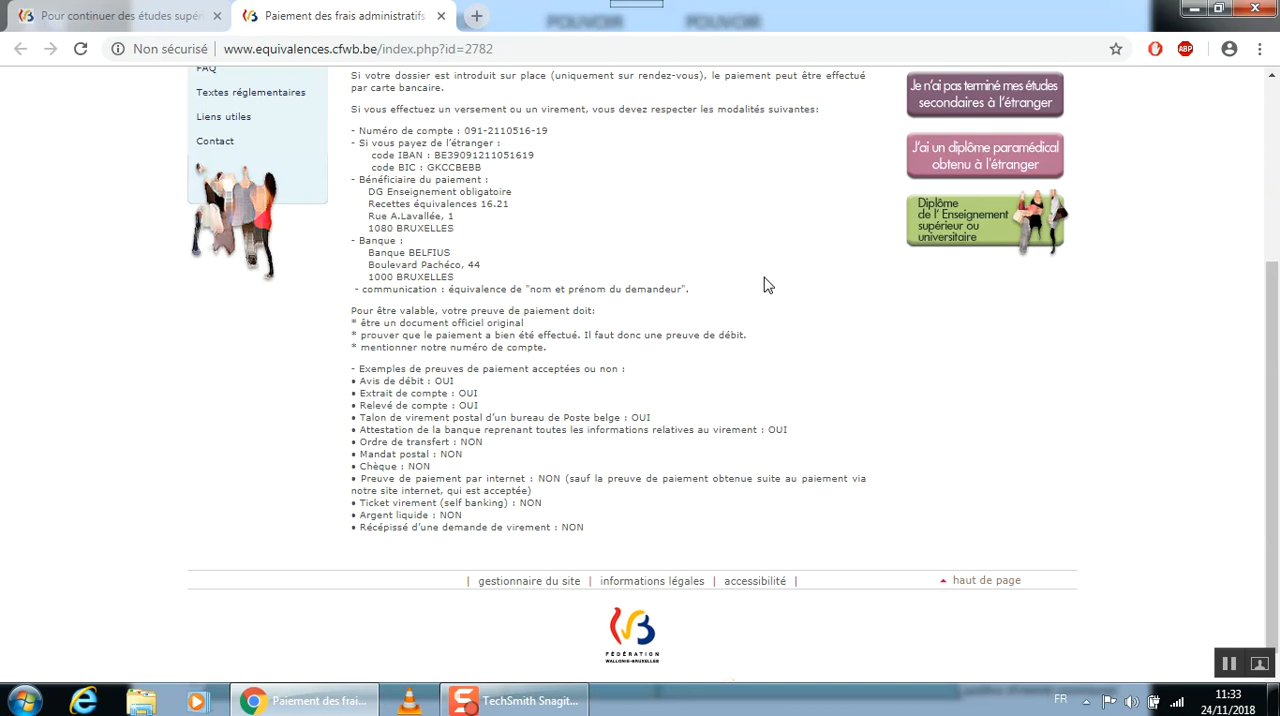 POUVOIR POUVOIR
Pour continuer des études supér
Paiement des frais administratifs
Non sécurisé
www.equivalences.cfwb.be/index.php?id=2782
ABP
FAQ
Textes réglementaires
Liens utiles
Contact
Si votre dossier est introduit sur place (uniquement sur rendez-vous), le paiement peut être effectué
par carte bancaire.
Si vous effectuez un versement ou un virement, vous devez respecter les modalités suivantes:
- Numéro de compte : 091-2110516-19
- Si vous payez de l'étranger :
code IBAN : BE39091211051619
code BIC : GKCCBEBB
- Bénéficiaire du paiement :
DG Enseignement obligatoire
Recettes équivalences 16.21
Rue A.Lavallée, 1
1080 BRUXELLES
- Banque :
Banque BELFIUS
Boulevard Pachéco, 44
1000 BRUXELLES
- communication : équivalence de "nom et prénom du demandeur".
Pour être valable, votre preuve de paiement doit:
* être un document officiel original
* prouver que le paiement a bien été effectué. Il faut donc une preuve de débit.
* mentionner notre numéro de compte.
- Exemples de preuves de paiement acceptées ou non :
• Avis de débit : OUI
• Extrait de compte : OUI
• Relevé de compte : OUI
• Talon de virement postal d'un bureau de Poste belge : OUI
• Attestation de la banque reprenant toutes les informations relatives au virement : OUI
• Ordre de transfert : NON
• Mandat postal : NON
• Chèque : NON
• Preuve de paiement par internet : NON (sauf la preuve de paiement obtenue suite au paiement via
notre site internet, qui est acceptée)
• Ticket virement (self banking) : NON
• Argent liquide : NON
• Récépissé d'une demande de virement : NON
Je n'ai pas terminé mes études
secondaires à l'étranger
J'ai un diplôme paramédical
obtenu à l'étranger
Diplôme
de l' Enseignement
supérieur ou
universitaire
| gestionnaire du site | informations légales | accessibilité |
haut de page
FÉDÉRATION
WALLONIE-BRUXELLES
Paiement des frai...
TechSmith Snagit...
FR
11:33
24/11/2018